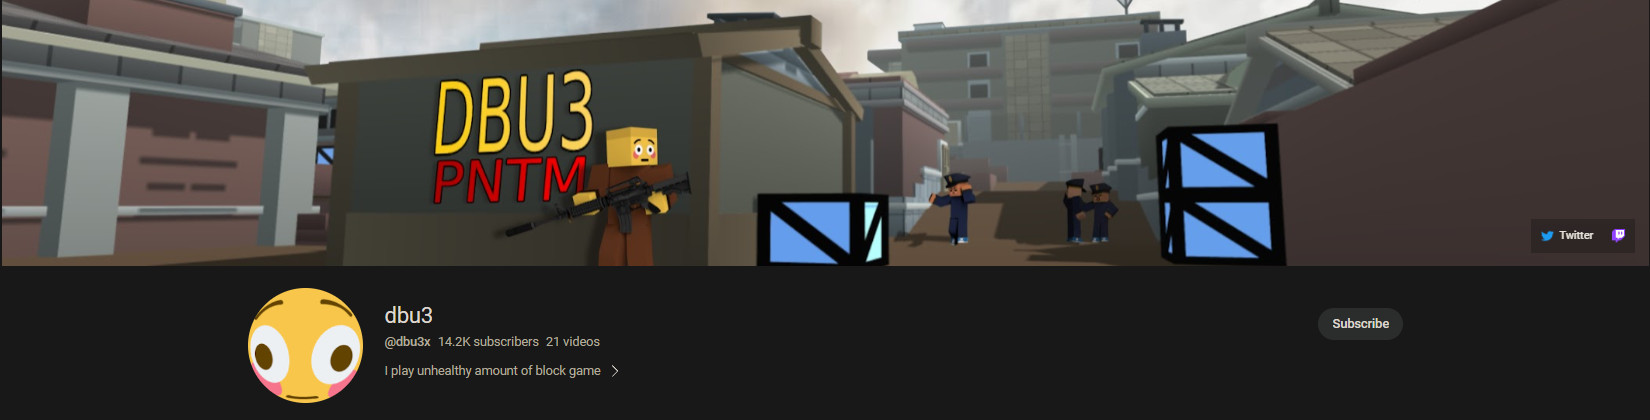 DBU3
PNTM
Twitter
dbu3
@dbu3x 14.2K subscribers 21 videos
Subscribe
I play unhealthy amount of block game